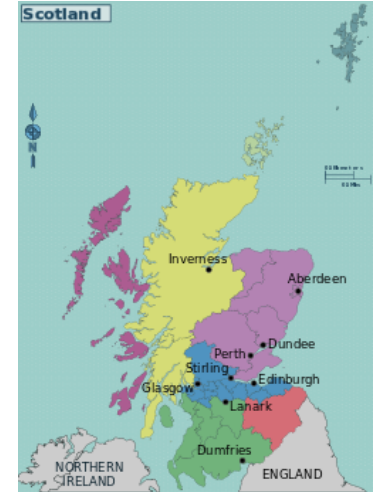 Scotland
N
Inverness
Aberdeen
Dundee
Perth
Stirling
Edinburgh
Glasgow
Lanark
Dumfries
NORTHERN
IRELAND
ENGLAND